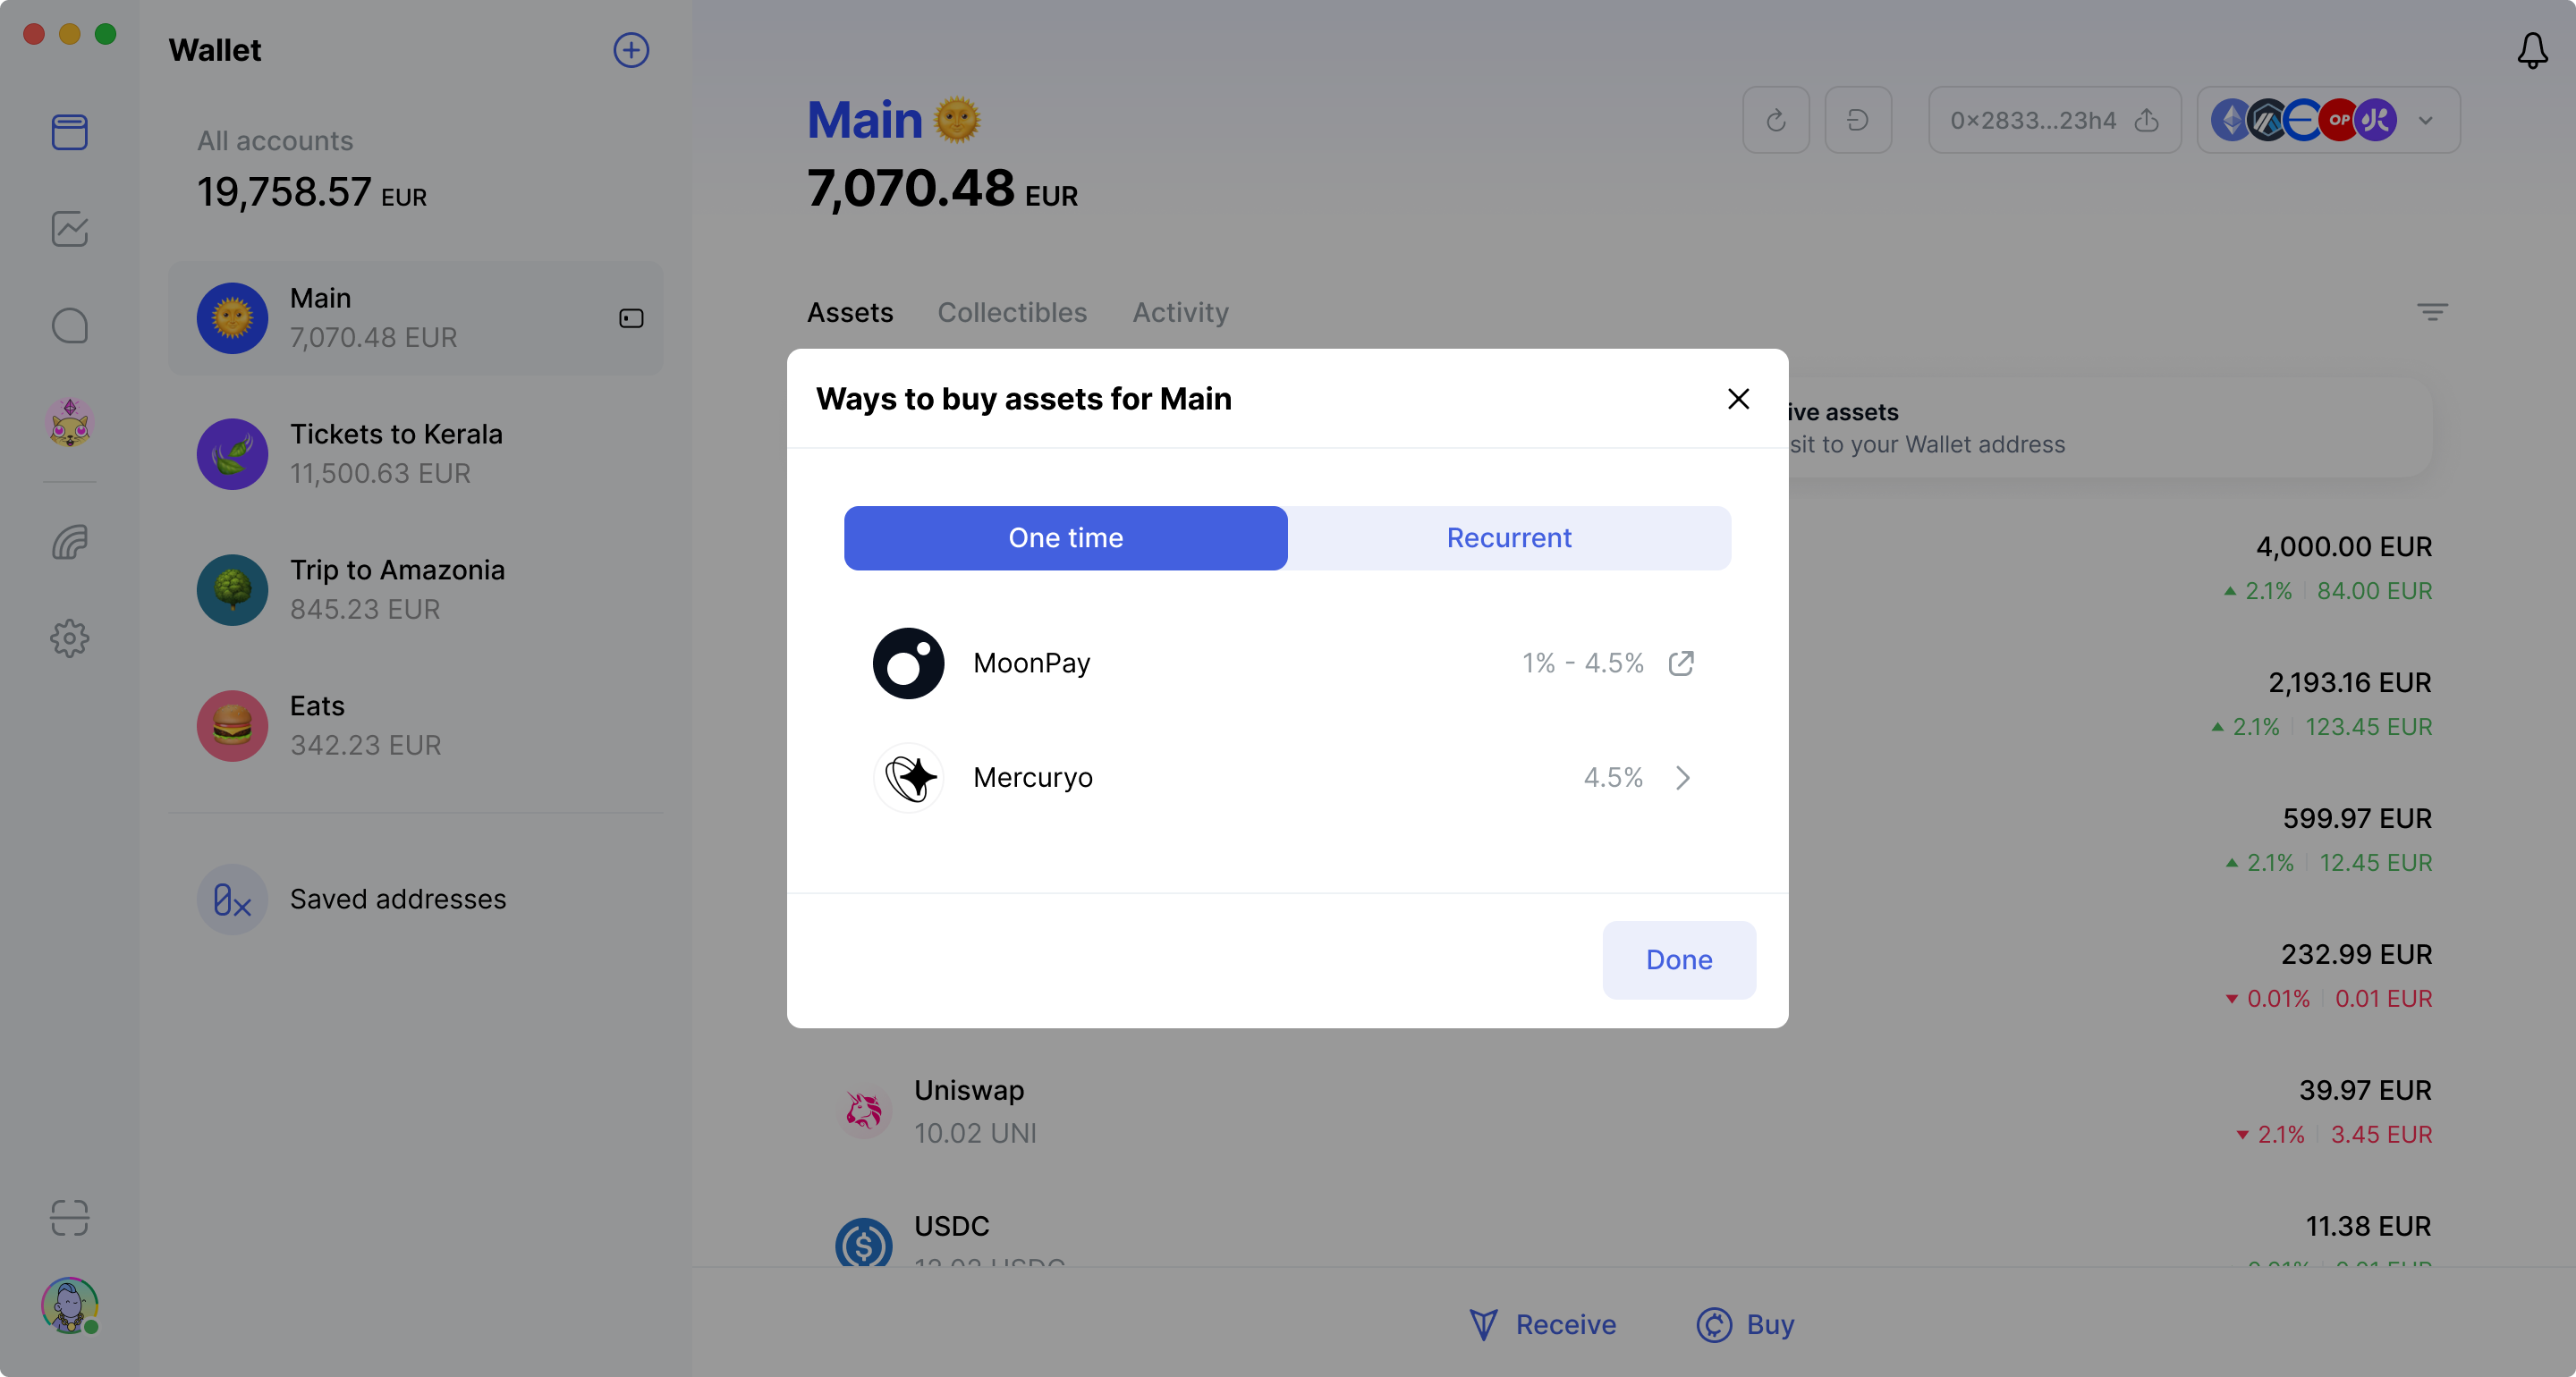 Wallet
All accounts
19,758.57 EUR
Main
7,070.48 EUR
Tickets to Kerala
11,500.63 EUR
Trip to Amazonia
845.23 EUR
Eats
342.23 EUR
Saved addresses
Main
7,070.48 EUR
0×2833...23h4
OP
Assets Collectibles Activity
ive assets
sit to your Wallet address
Ways to buy assets for Main
One time Recurrent
MoonPay 1% - 4.5%
Mercuryo 4.5%
Done
4,000.00 EUR
2.1% 84.00 EUR
2,193.16 EUR
2.1% 123.45 EUR
599.97 EUR
2.1% 12.45 EUR
232.99 EUR
0.01% 0.01 EUR
Uniswap 39.97 EUR
10.02 UNI 2.1% 3.45 EUR
USDC 11.38 EUR
Receive Buy